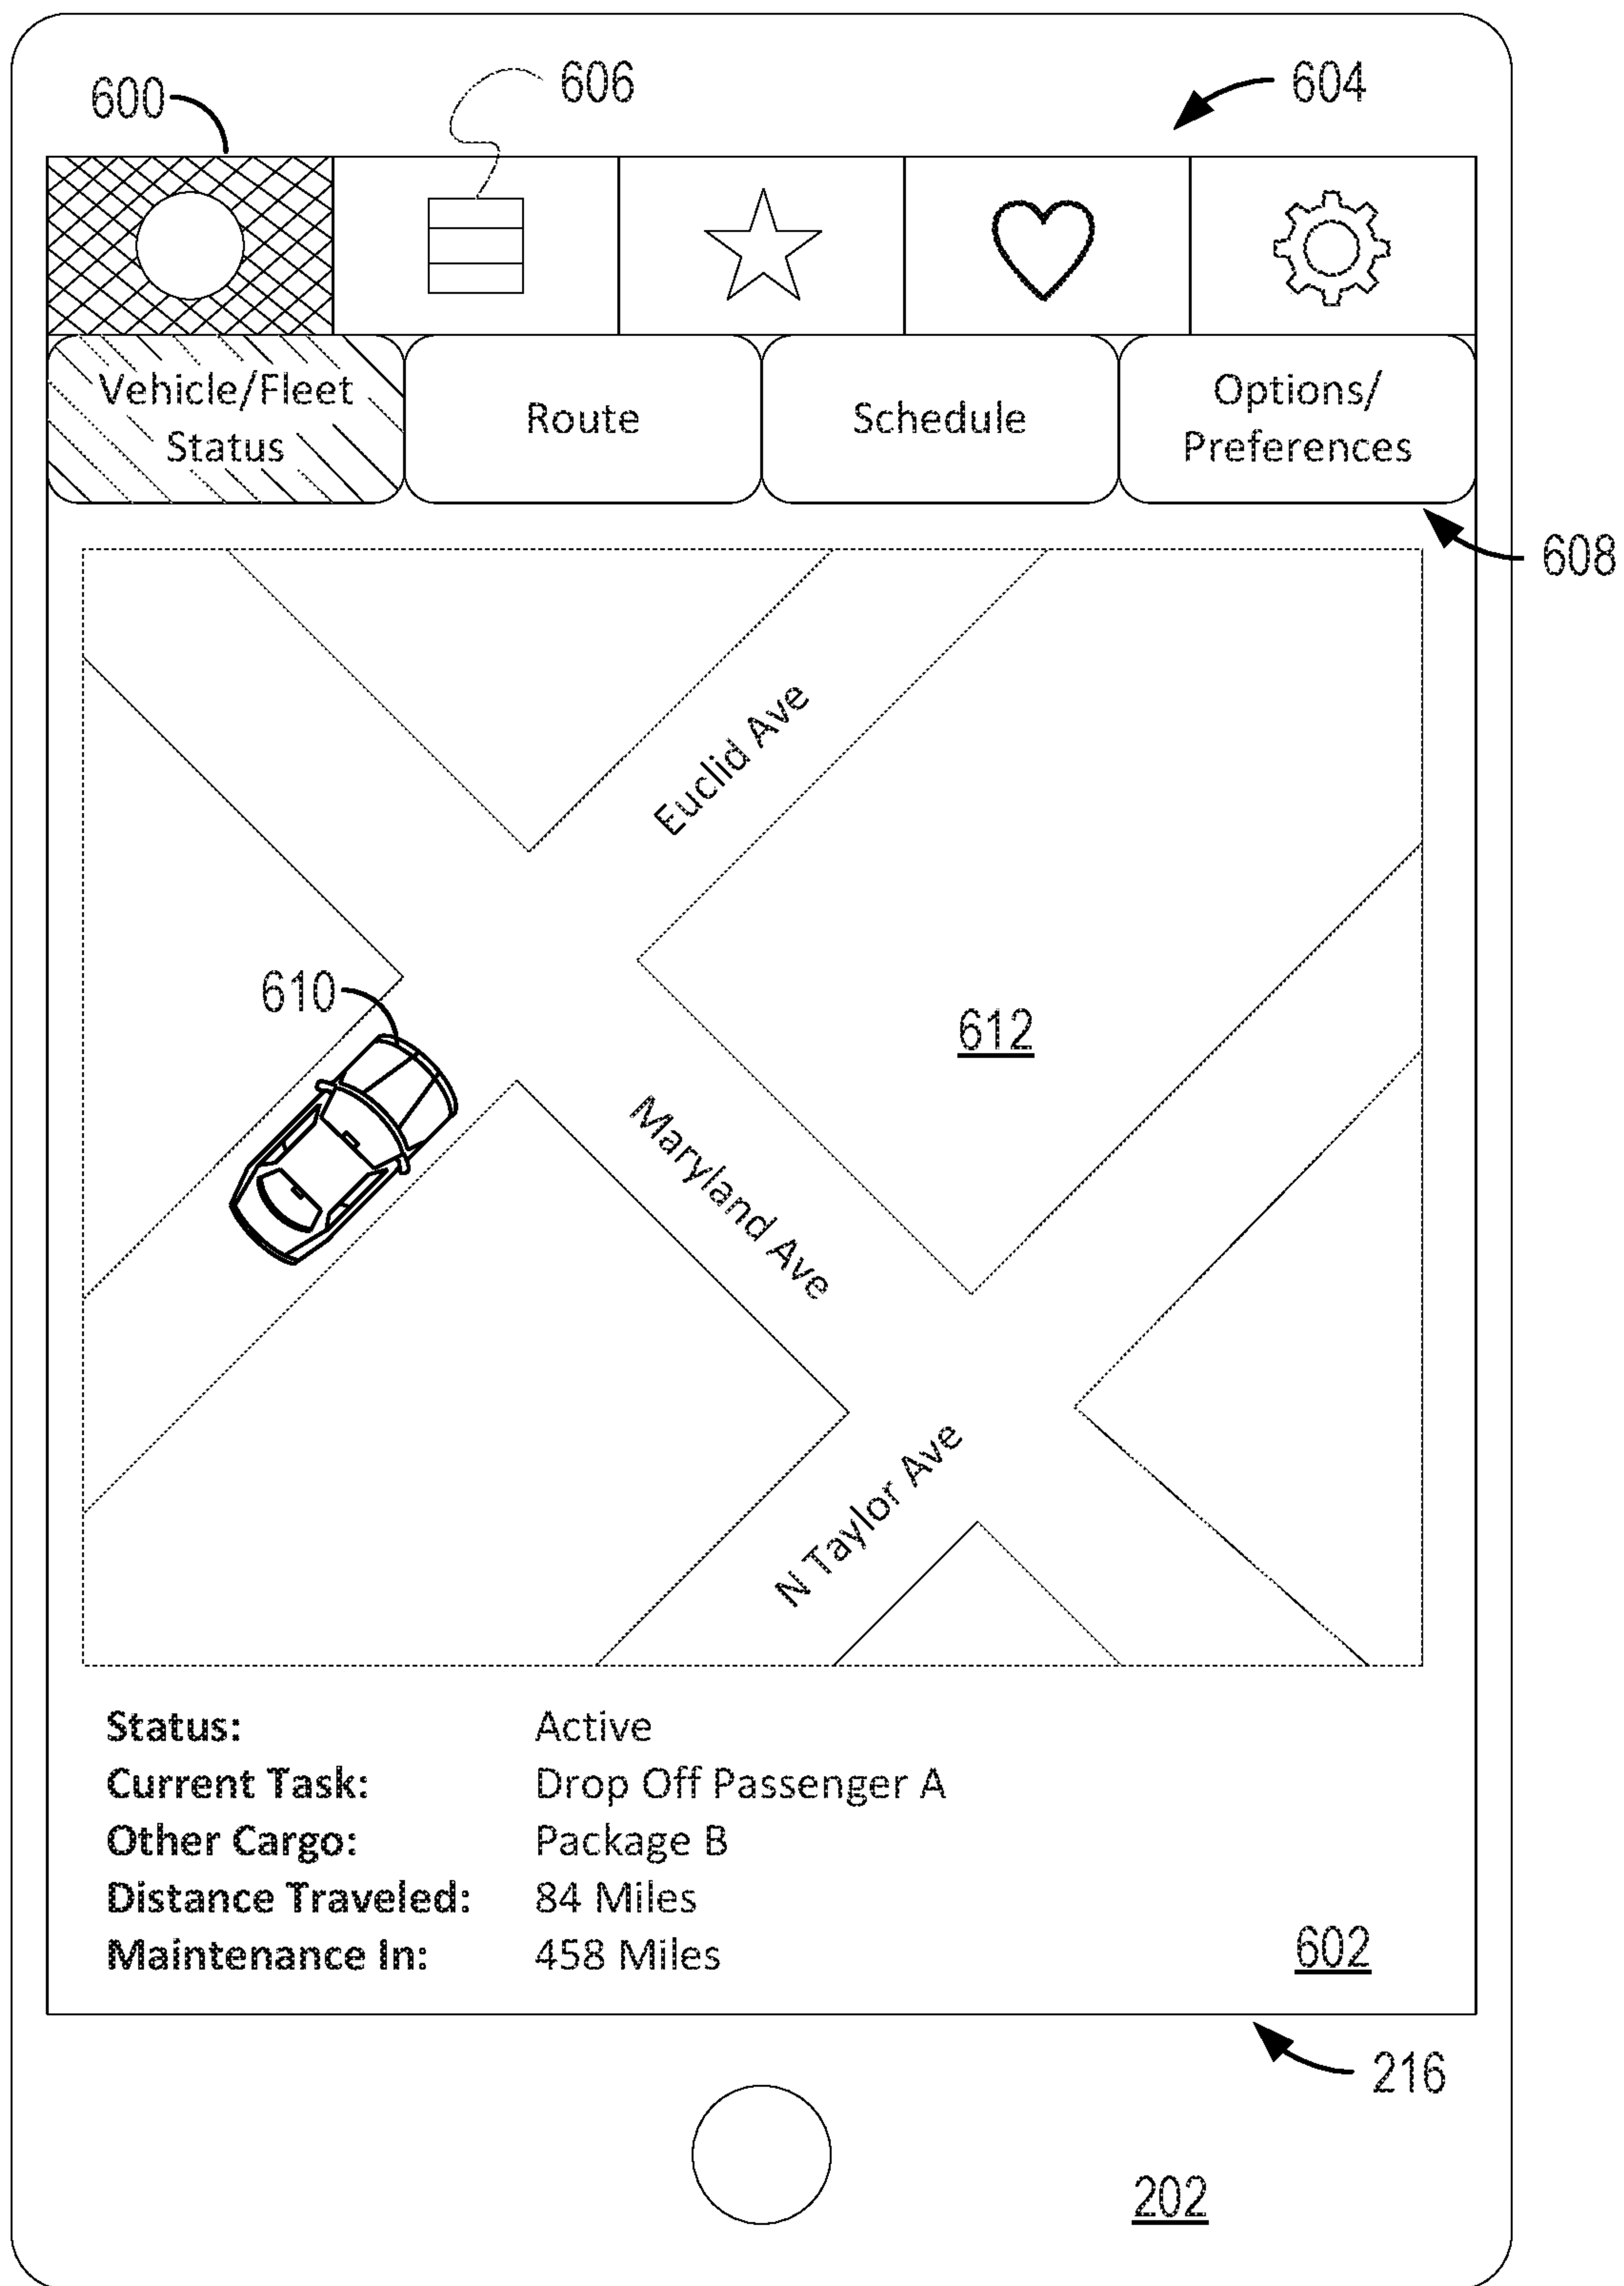 600
606
604
Vehicle/Fleet
Status
Route
Schedule
Options/
Preferences
608
Euclid Ave
610
612
Maryland Ave
N Taylor Ave
Status: Active
Current Task: Drop Off Passenger A
Other Cargo: Package B
Distance Traveled: 84 Miles
Maintenance In: 458 Miles
602
216
202